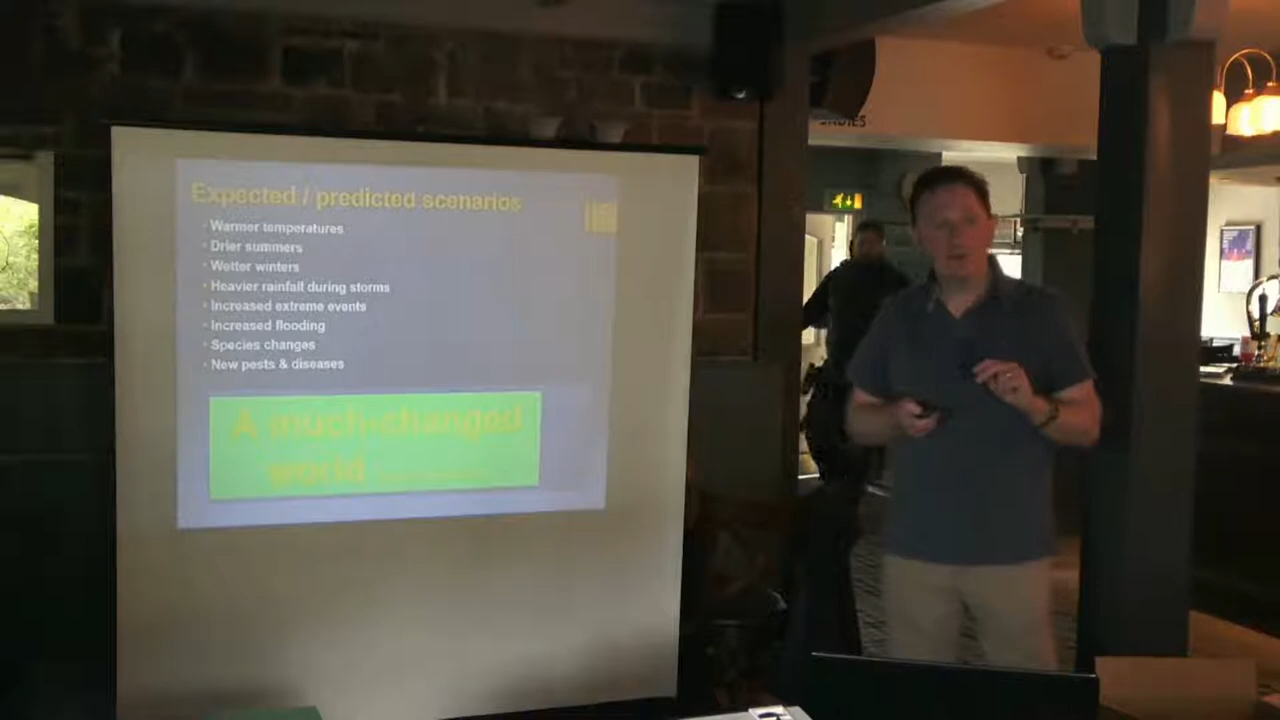 Expected / predicted scenarios
• Warmer temperatures
• Drier summers
• Wetter winters
• Heavier rainfall during storms
• Increased extreme events
• Increased flooding
• Species changes
• New pests & diseases
A much-changed
world